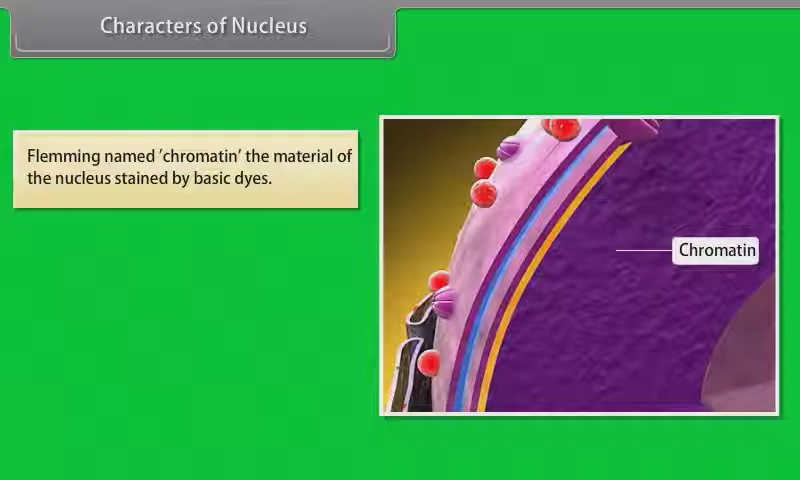 Characters of Nucleus
Flemming named ‘chromatin’ the material of
the nucleus stained by basic dyes.
Chromatin